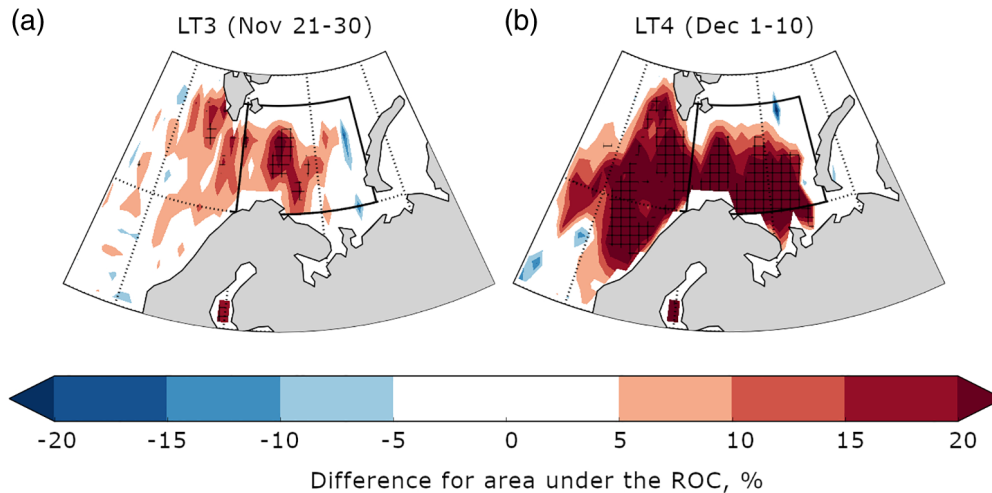 (a)
LT3 (Nov 21-30)
(b)
LT4 (Dec 1-10)
-20 -15 -10 -5 0 5 10 15 20
Difference for area under the ROC, %